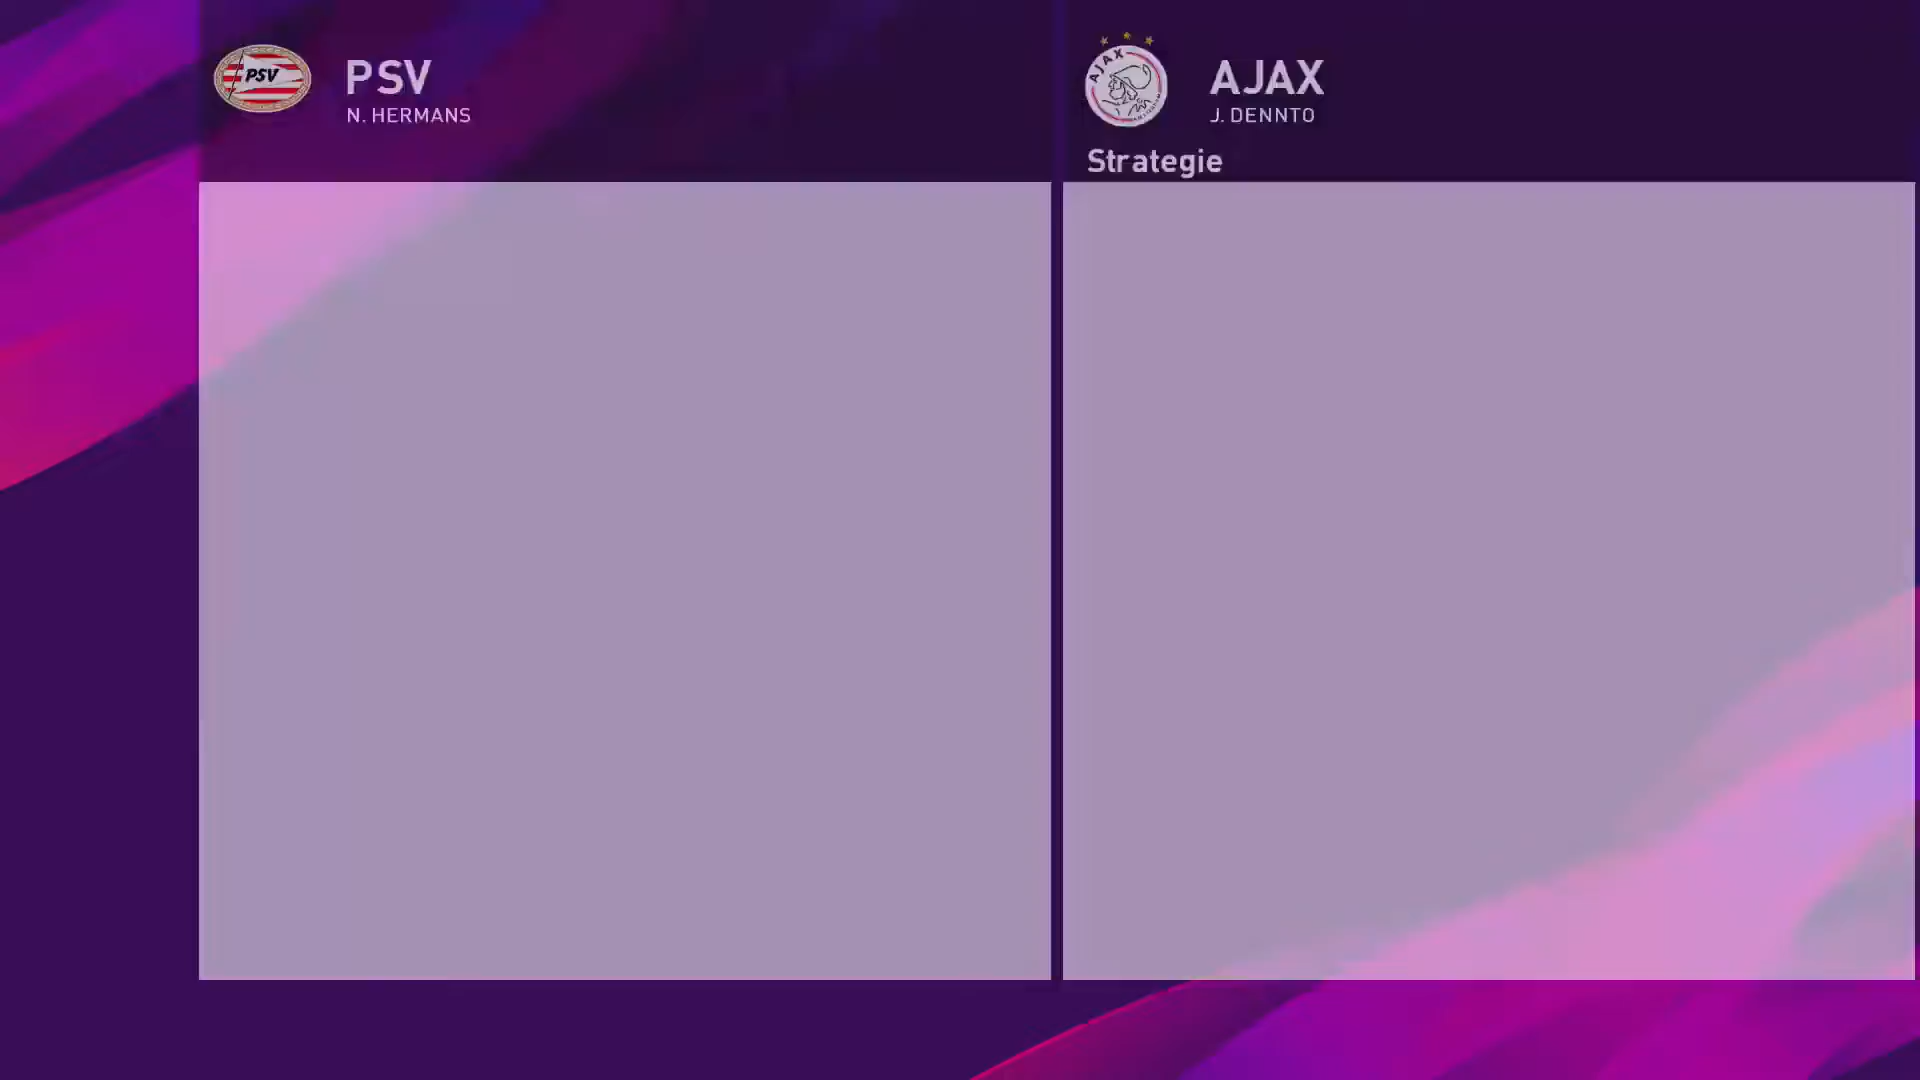 PSV
PSV
N. HERMANS
AJAX
AJAX
J. DENNTO
Strategie